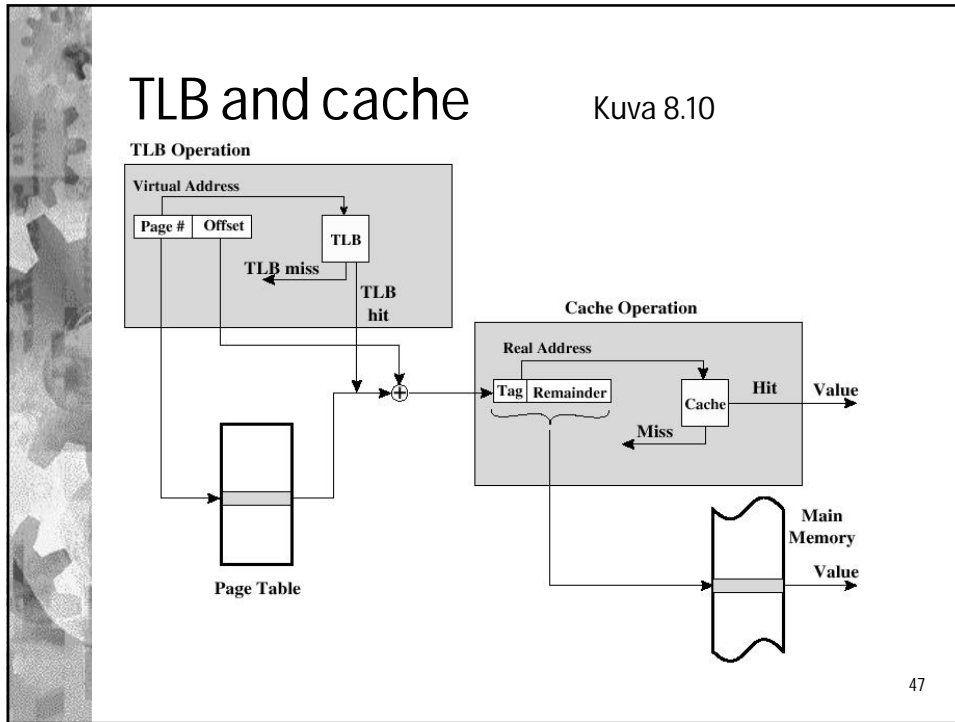 TLB and cache
Kuva 8.10
TLB Operation
Virtual Address
Page # Offset
TLB
TLB miss
TLB
hit
Cache Operation
Real Address
Tag Remainder
Cache
Hit
Value
Miss
Main
Memory
Value
Page Table
47